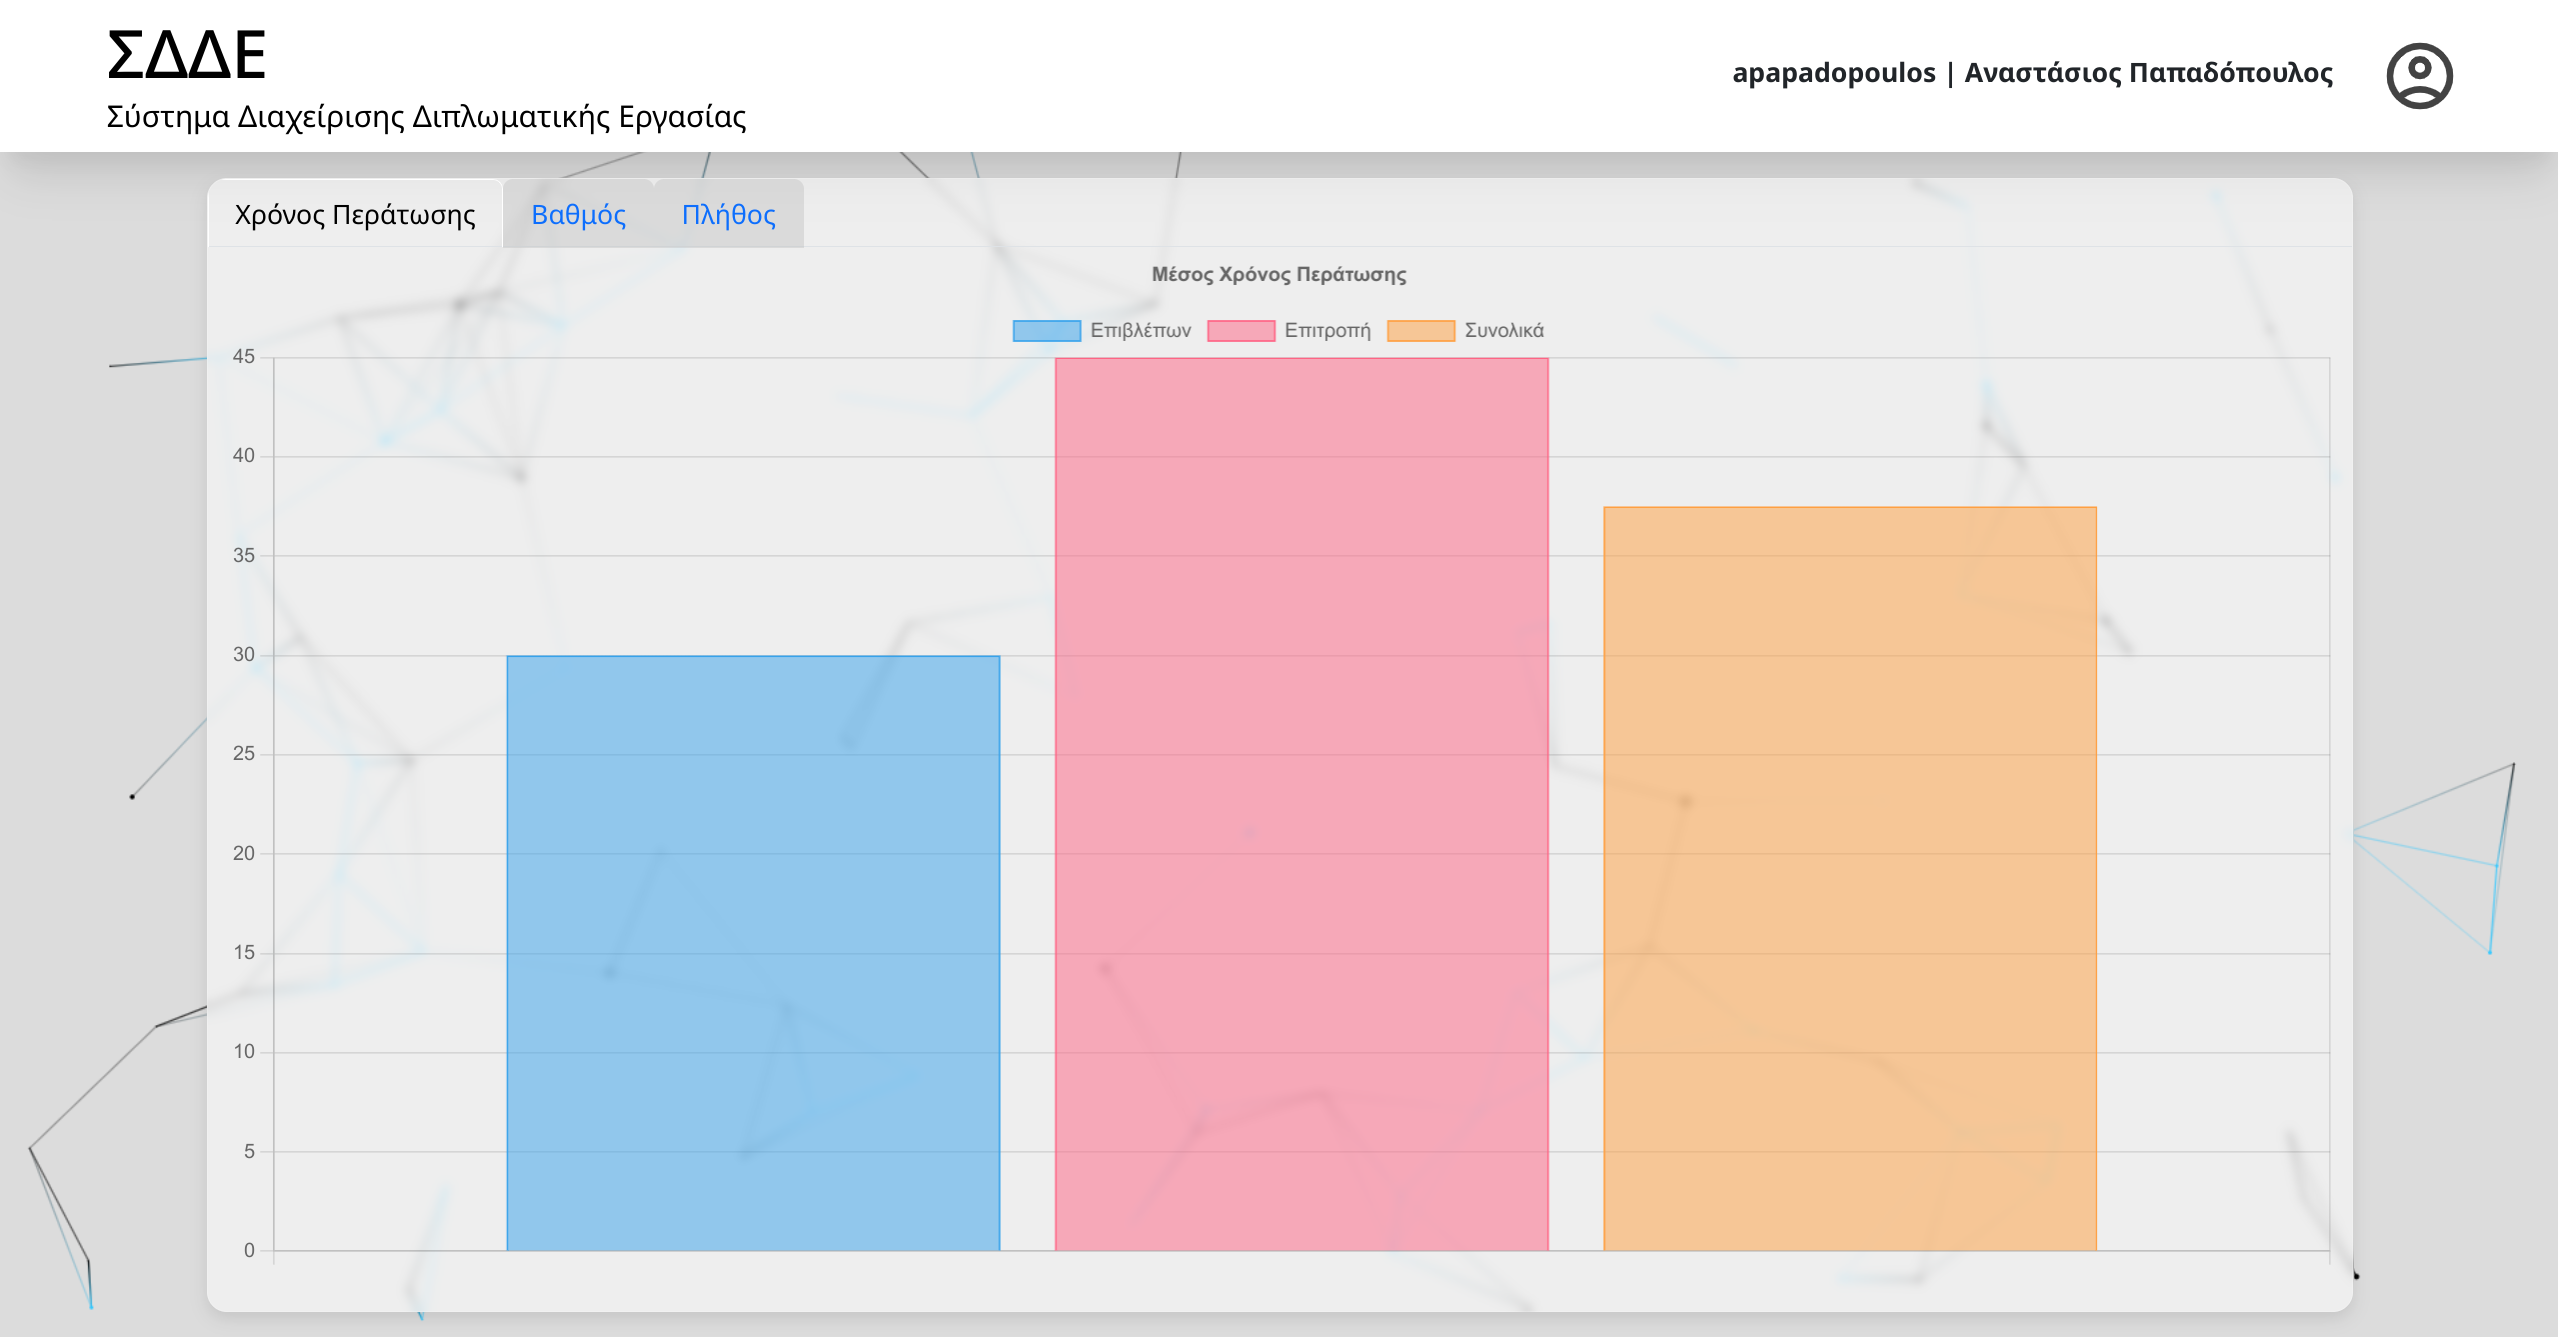 ΣΔΔΕ
Σύστημα Διαχείρισης Διπλωματικής Εργασίας
apapadopoulos | Αναστάσιος Παπαδόπουλος
Χρόνος Περάτωσης
Βαθμός
Πλήθος
Μέσος Χρόνος Περάτωσης
Επιβλέπων
Επιτροπή
Συνολικά
45
40
35
30
25
20
15
10
5
0